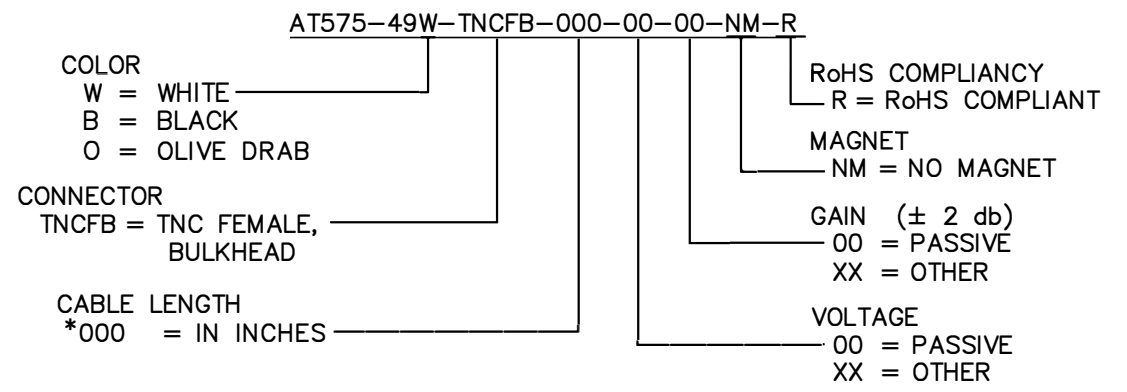 AT575-49W-TNCFB-000-00-00-NM-R
COLOR
W = WHITE
B = BLACK
O = OLIVE DRAB
CONNECTOR
TNCFB = TNC FEMALE,
BULKHEAD
CABLE LENGTH
*000 = IN INCHES
RoHS COMPLIANCY
R = RoHS COMPLIANT
MAGNET
NM = NO MAGNET
GAIN (± 2 db)
00 = PASSIVE
XX = OTHER
VOLTAGE
00 = PASSIVE
XX = OTHER